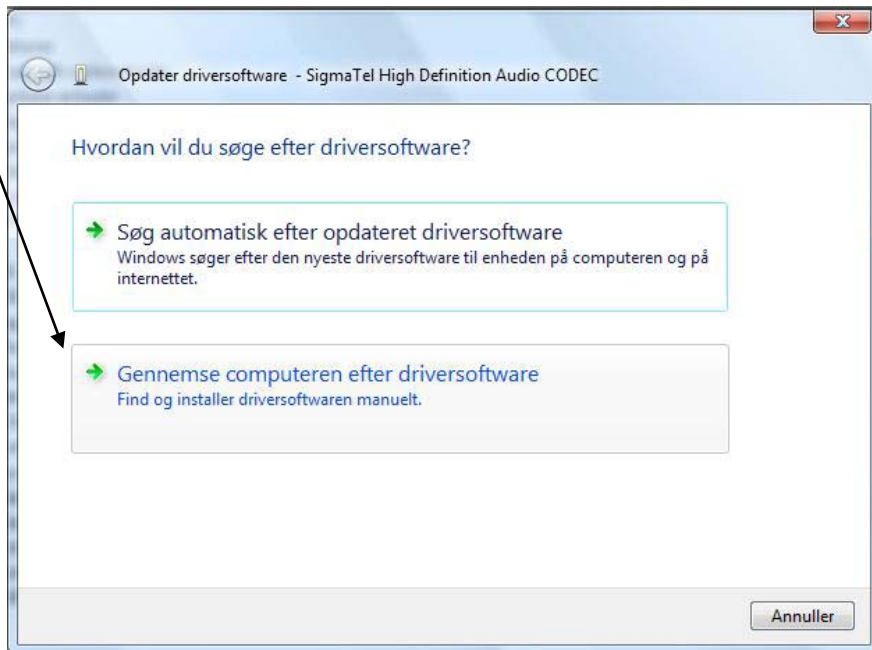 Opdater driversoftware - SigmaTel High Definition Audio CODEC
Hvordan vil du søge efter driversoftware?
Søg automatisk efter opdateret driversoftware
Windows søger efter den nyeste driversoftware til enheden på computeren og på
internettet.
Gennemse computeren efter driversoftware
Find og installer driversoftwaren manuelt.
Annuller